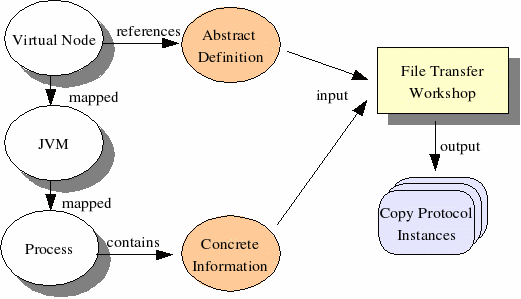 Virtual Node
references
Abstract
Definition
File Transfer
Workshop
mapped
input
JVM
output
mapped
Copy Protocol
Instances
Process
contains
Concrete
Information